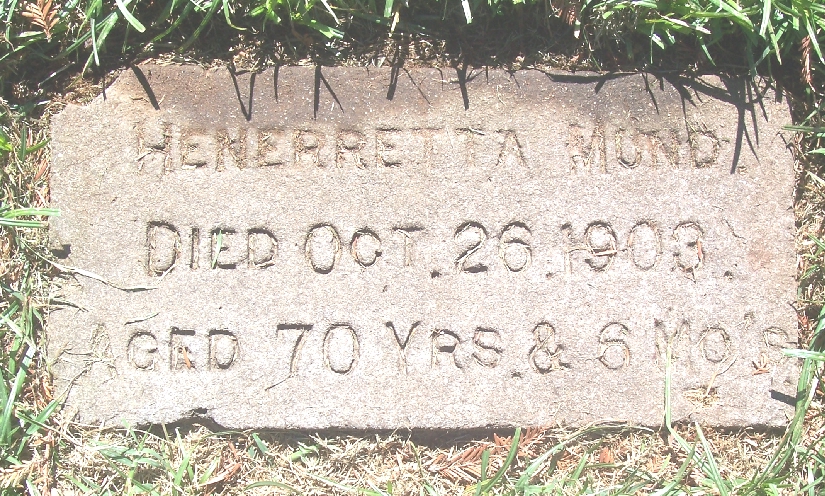 HENERRETTA MUND.
DIED OCT. 26. 1903.
AGED 70 YRS. & 6 MO'S